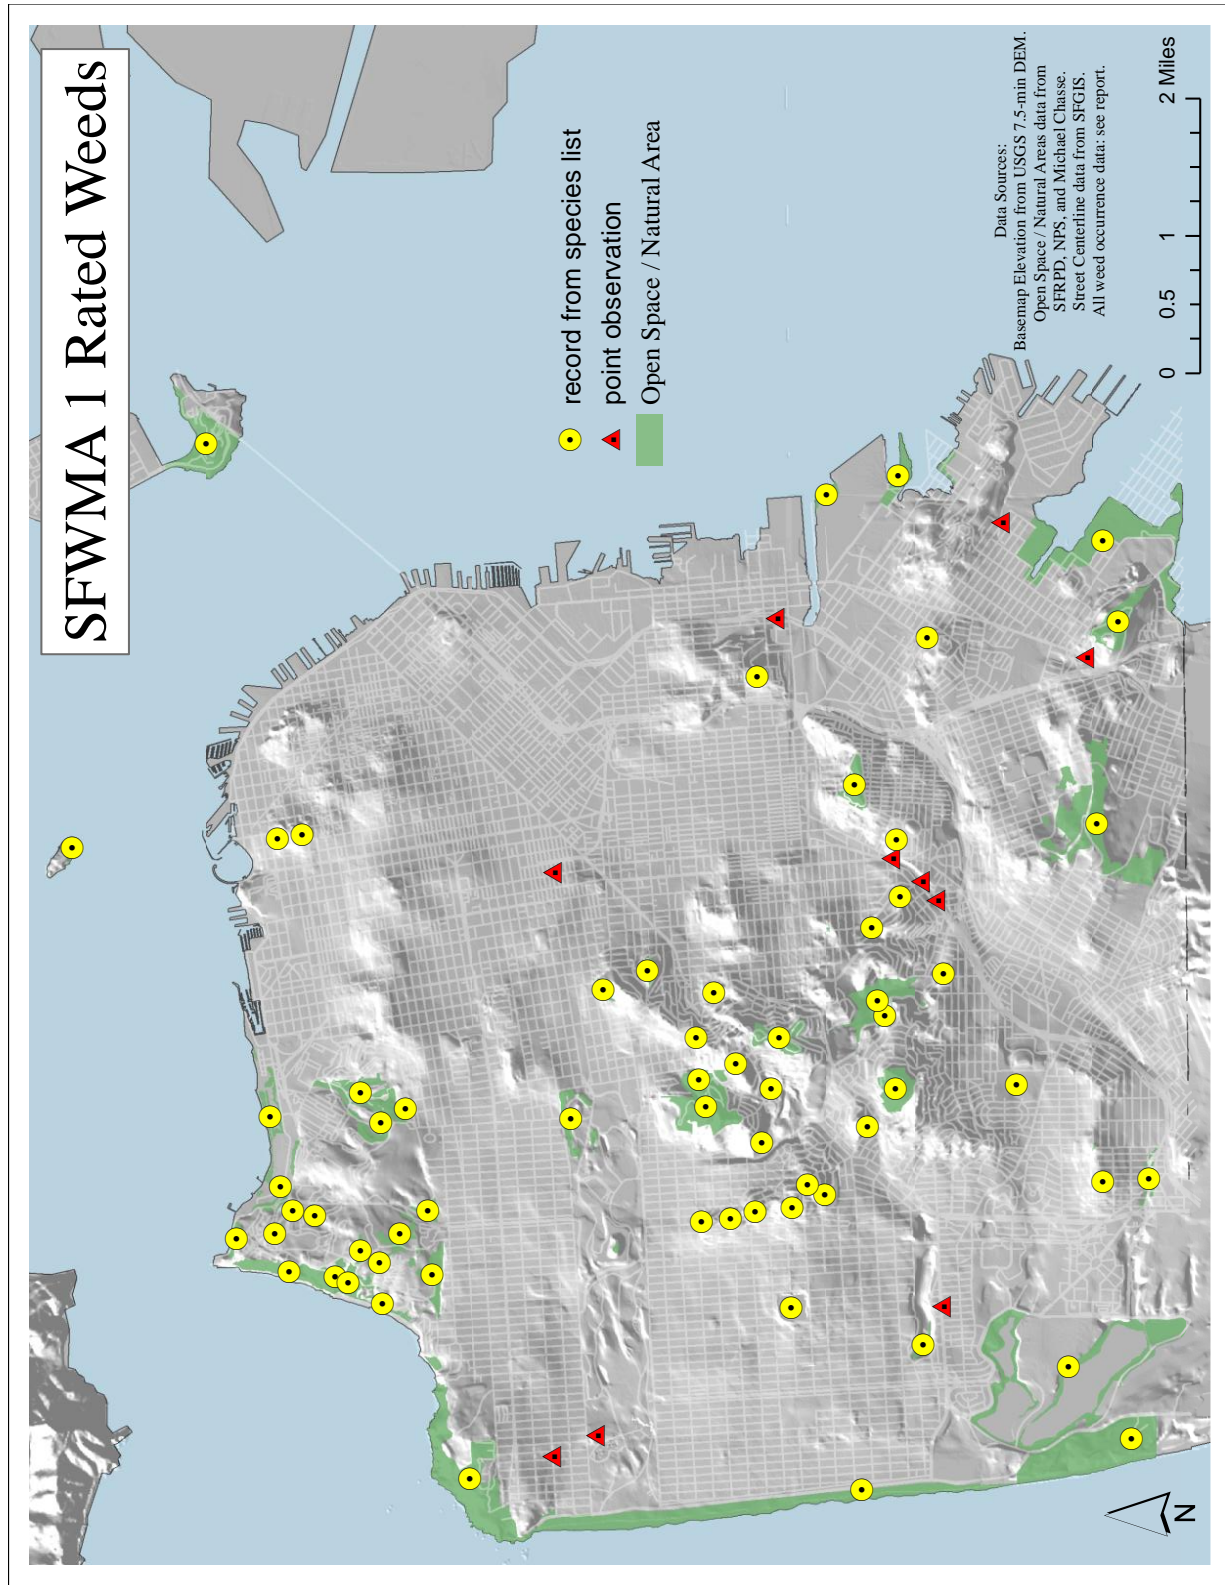 SFWMA 1 Rated Weeds
record from species list
point observation
Open Space / Natural Area
Data Sources:
Basemap Elevation from USGS 7.5-min DEM.
Open Space / Natural Areas data from
SFRPD, NPS, and Michael Chasse.
Street Centerline data from SFGIS.
All weed occurrence data: see report.
0 0.5 1 2 Miles
N